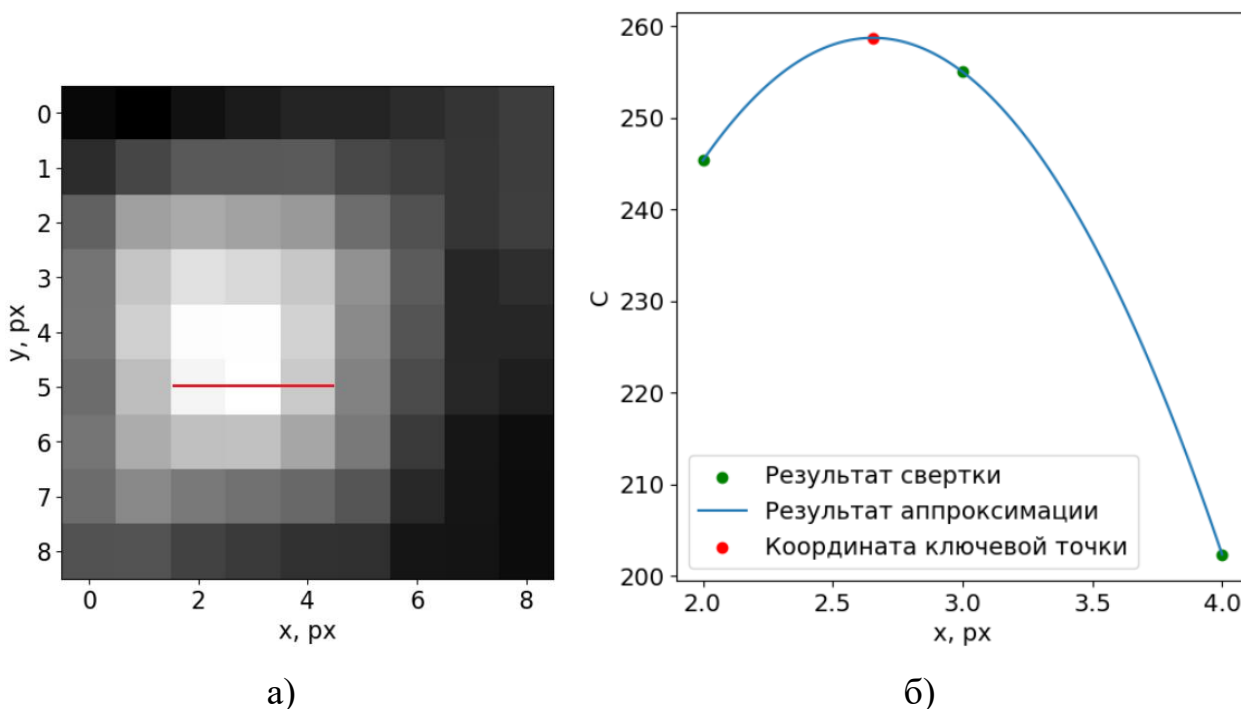 0
1
2
3
4
5
6
7
8
y, px
0 2 4 6 8
x, px
а)
260
250
240
230
220
210
200
C
Результат свертки
Результат аппроксимации
Координата ключевой точки
2.0 2.5 3.0 3.5 4.0
x, px
б)